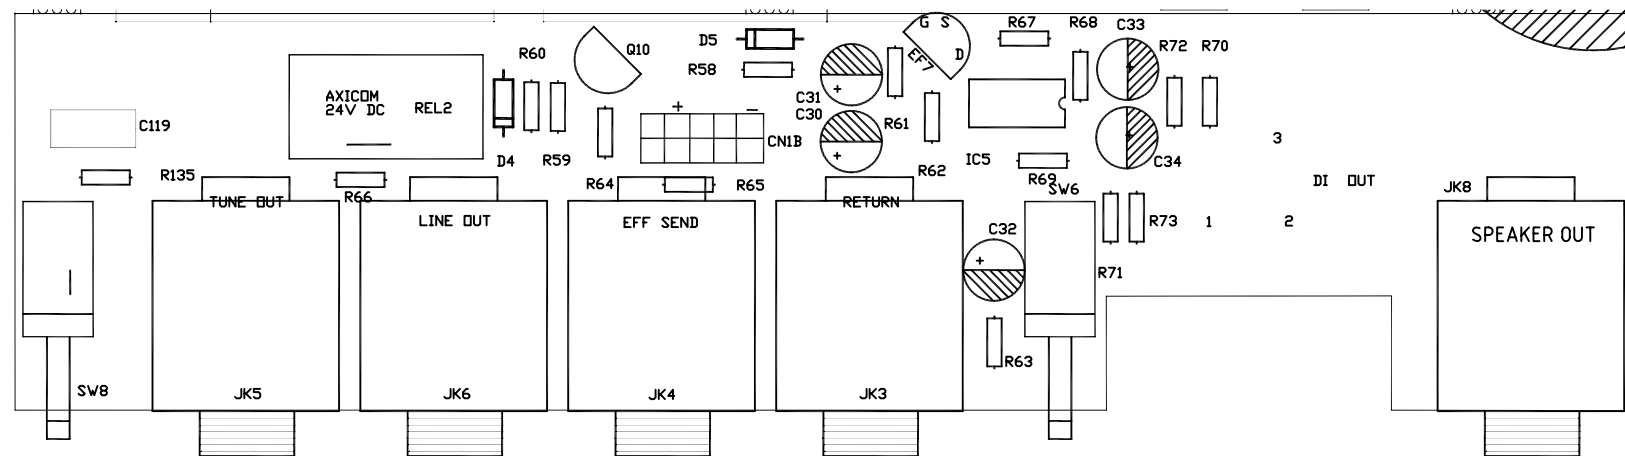 G S
R67
R68
C33
D5
Q10
R60
EF7
D
R72
R70
R58
AXICOM
24V DC
REL2
+
-
C31
C30
+
+
+
+
R61
C119
CN1B
3
D4
R59
IC5
C34
R62
R69
R135
R66
R64
R65
SW6
DI OUT
JK8
TUNE OUT
RETURN
LINE OUT
EFF SEND
C32
R73
1
2
SPEAKER OUT
+
R71
R63
SW8
JK5
JK6
JK4
JK3